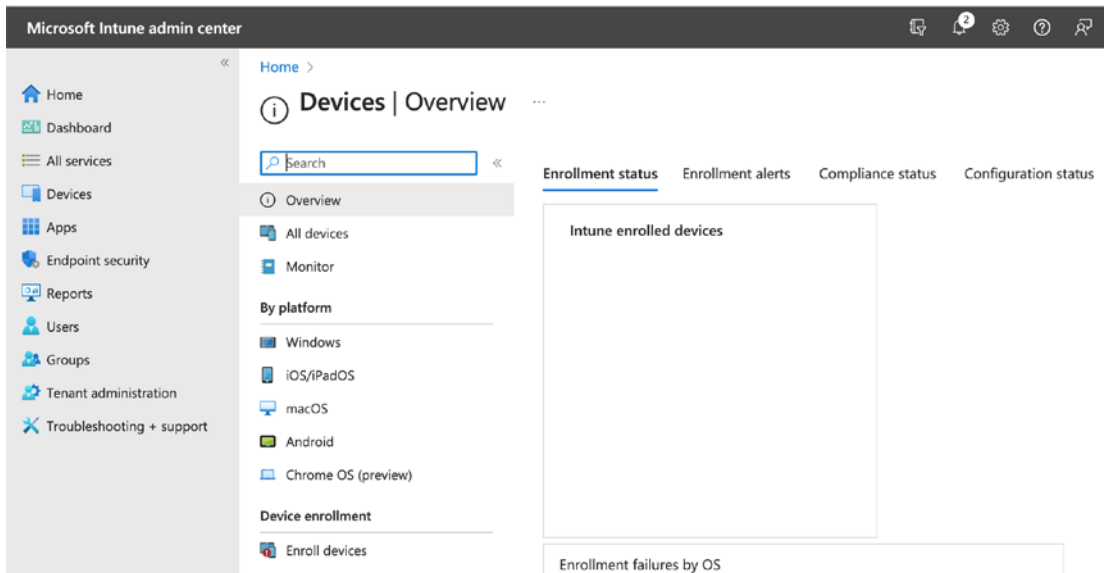 Microsoft Intune admin center
2
«
Home >
Devices | Overview
...
Home
Dashboard
All services
Devices
Apps
Endpoint security
Reports
Users
Groups
Tenant administration
Troubleshooting + support
Search
«
Overview
All devices
Monitor
By platform
Windows
iOS/iPadOS
macOS
Android
Chrome OS (preview)
Device enrollment
Enroll devices
Enrollment status Enrollment alerts Compliance status Configuration status
Intune enrolled devices
Enrollment failures by OS